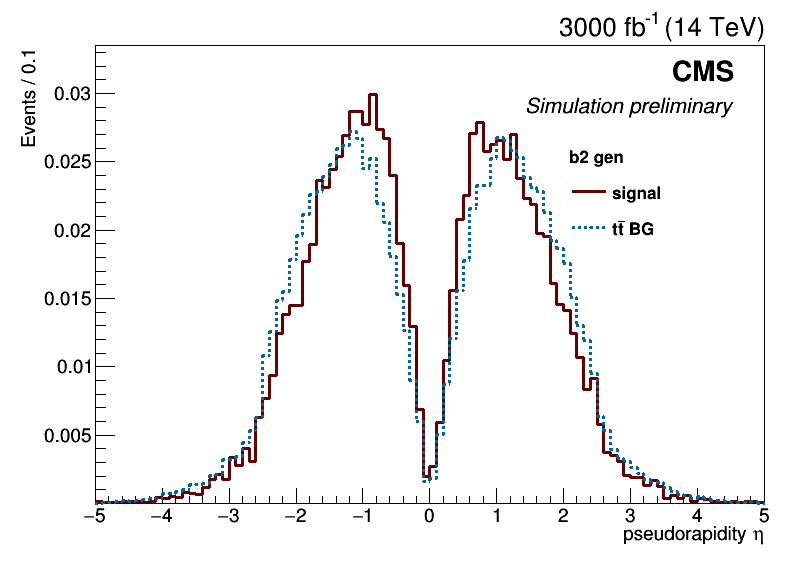 3000 fb⁻¹ (14 TeV)
Events / 0.1
CMS
Simulation preliminary
b2 gen
signal
tt̄ BG
0.03
0.025
0.02
0.015
0.01
0.005
−5 −4 −3 −2 −1 0 1 2 3 4 5
pseudorapidity η